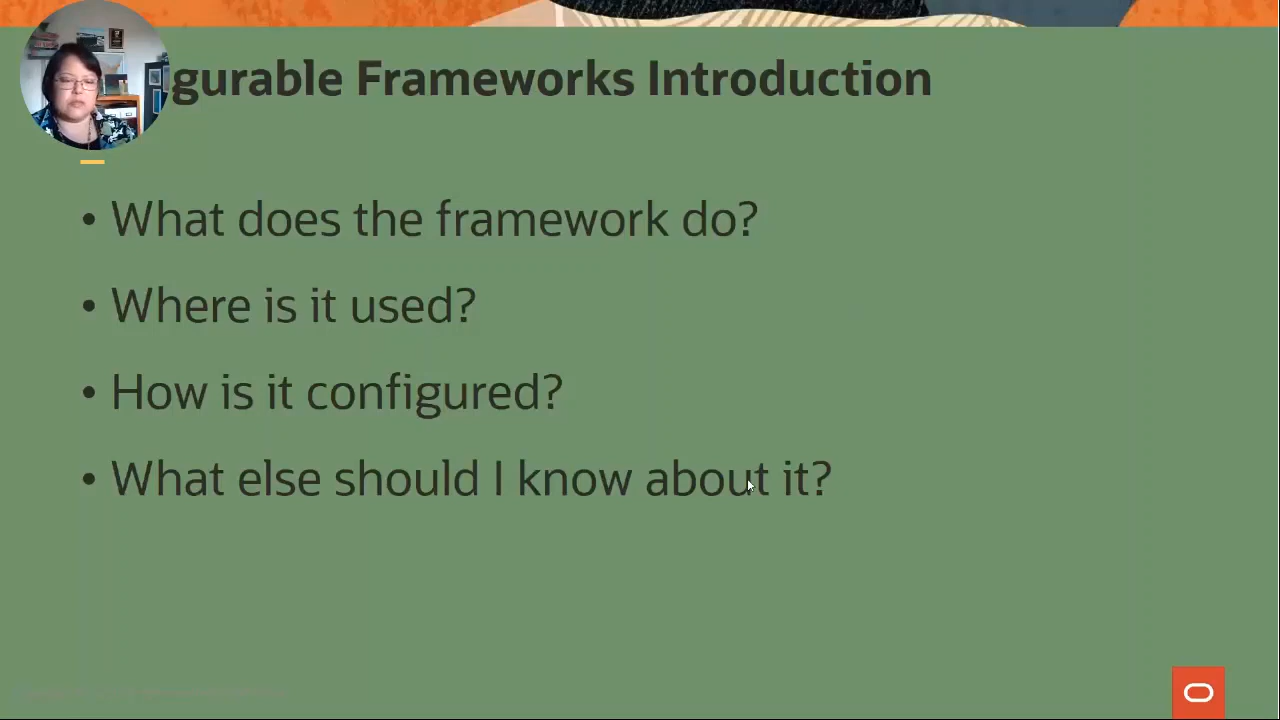 gurable Frameworks Introduction
• What does the framework do?
• Where is it used?
• How is it configured?
• What else should I know about it?